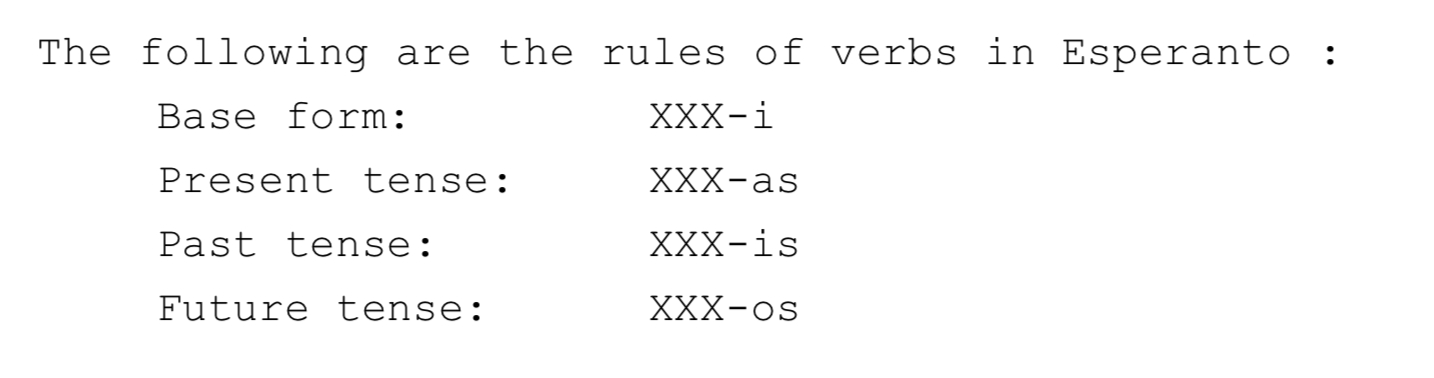 The following are the rules of verbs in Esperanto :
Base form: XXX-i
Present tense: XXX-as
Past tense: XXX-is
Future tense: XXX-os